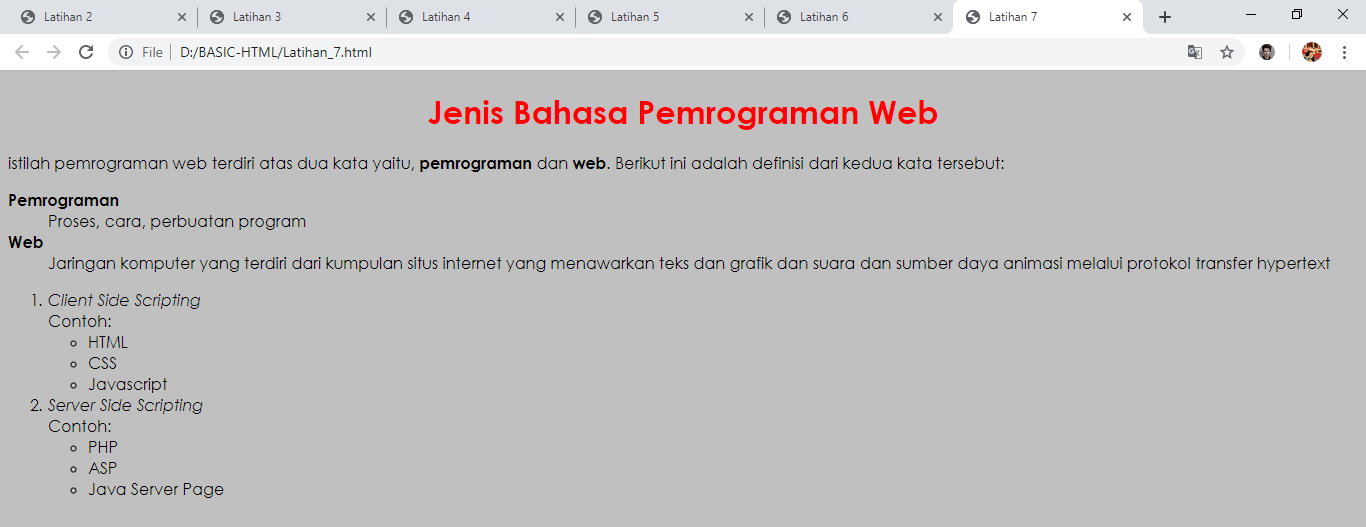 Latihan 2
Latihan 3
Latihan 4
Latihan 5
Latihan 6
Latihan 7
File
D:/BASIC-HTML/Latihan_7.html
Jenis Bahasa Pemrograman Web
istilah pemrograman web terdiri atas dua kata yaitu, pemrograman dan web. Berikut ini adalah definisi dari kedua kata tersebut:
Pemrograman
Proses, cara, perbuatan program
Web
Jaringan komputer yang terdiri dari kumpulan situs internet yang menawarkan teks dan grafik dan suara dan sumber daya animasi melalui protokol transfer hypertext
1. Client Side Scripting
Contoh:
HTML
CSS
Javascript
2. Server Side Scripting
Contoh:
PHP
ASP
Java Server Page